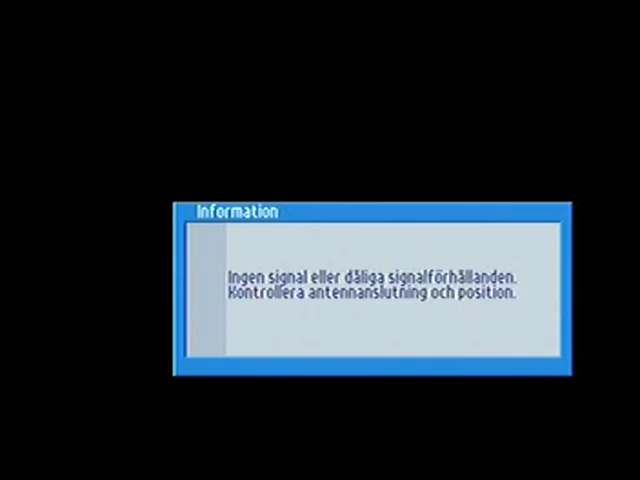 Information
Ingen signal eller dåliga signalförhållanden.
Kontrollera antennanslutning och position.